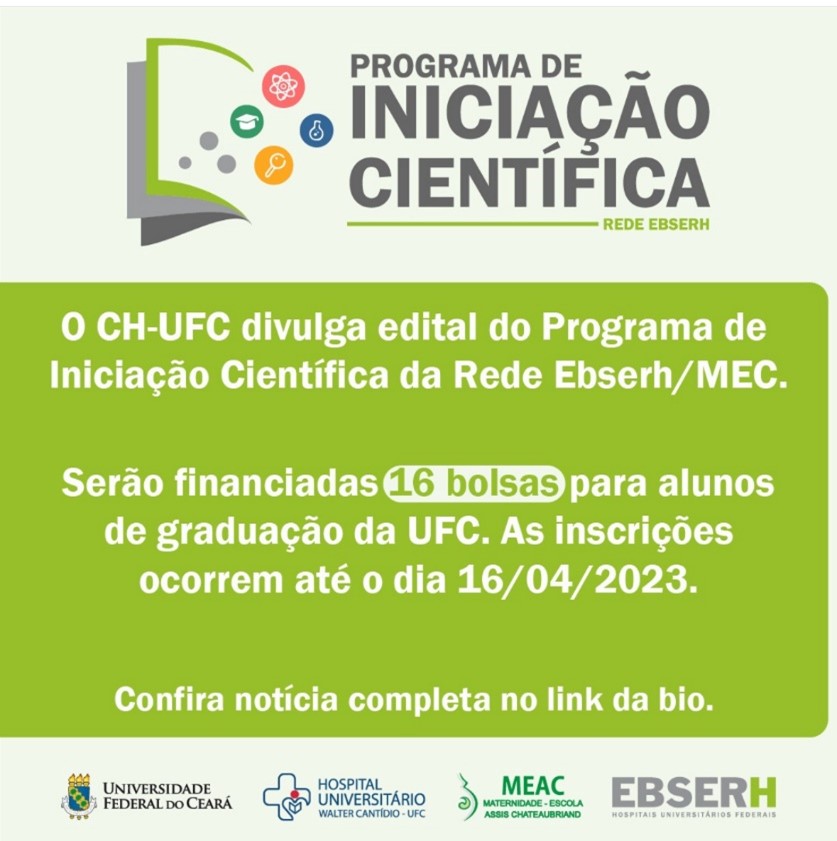 PROGRAMA DE
INICIAÇÃO
CIENTÍFICA
REDE EBSERH
O CH-UFC divulga edital do Programa de
Iniciação Científica da Rede Ebserh/MEC.
Serão financiadas 16 bolsas para alunos
de graduação da UFC. As inscrições
ocorrem até o dia 16/04/2023.
Confira notícia completa no link da bio.
UNIVERSIDADE
FEDERAL DO CEARÁ
HOSPITAL
UNIVERSITÁRIO
WALTER CANTÍDIO - UFC
MEAC
MATERNIDADE - ESCOLA
ASSIS CHATEAUBRIAND
EBSERH
HOSPITAIS UNIVERSITÁRIOS FEDERAIS